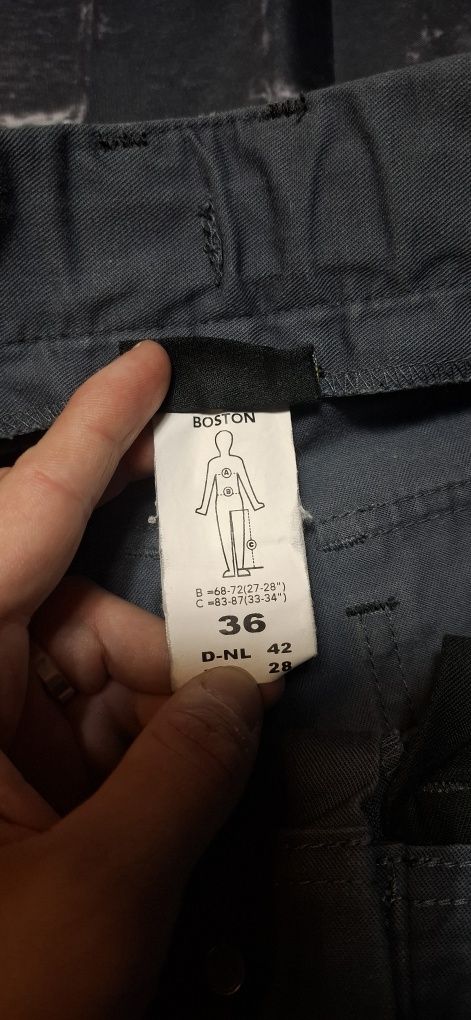 BOSTON
A
B
C
B =68-72(27-28")
C =83-87(33-34")
36
D-NL 42
28